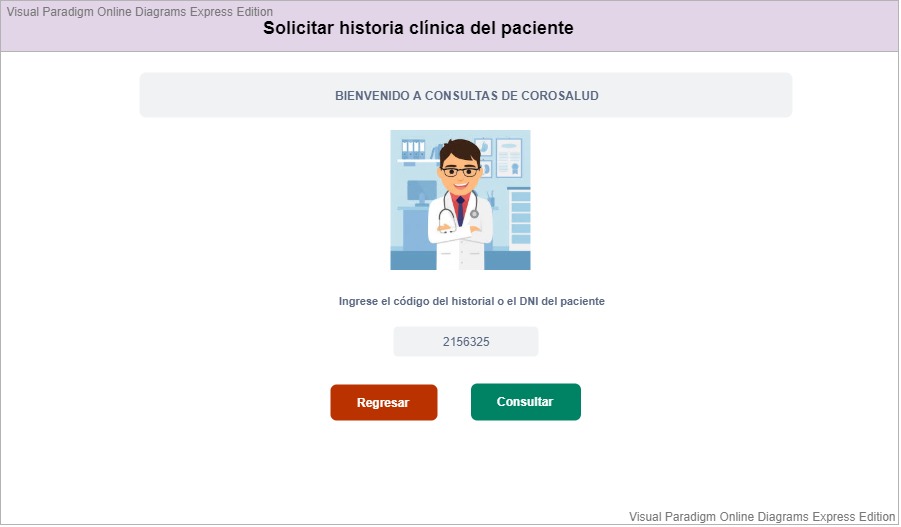 Visual Paradigm Online Diagrams Express Edition
Solicitar historia clínica del paciente
BIENVENIDO A CONSULTAS DE COROSALUD
Ingrese el código del historial o el DNI del paciente
2156325
Regresar
Consultar
Visual Paradigm Online Diagrams Express Edition